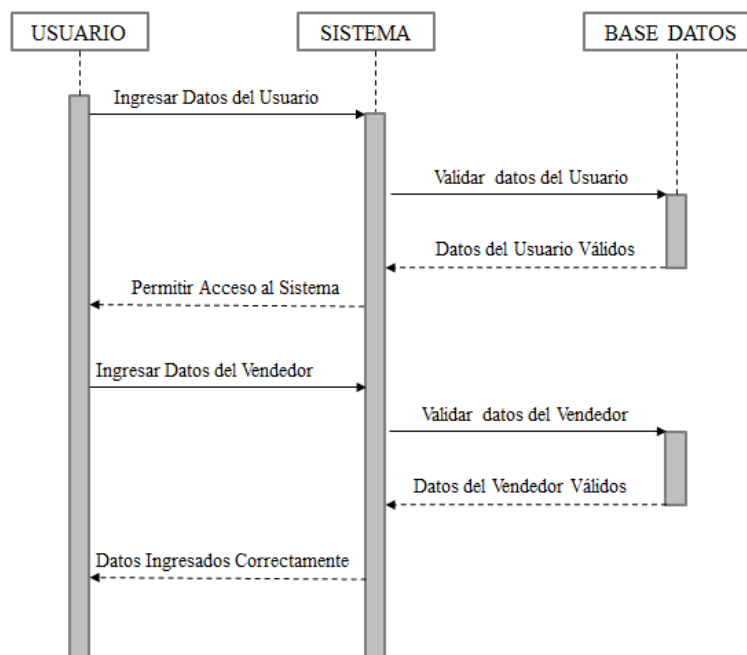 USUARIO
SISTEMA
BASE DATOS
Ingresar Datos del Usuario
Validar datos del Usuario
Datos del Usuario Válidos
Permitir Acceso al Sistema
Ingresar Datos del Vendedor
Validar datos del Vendedor
Datos del Vendedor Válidos
Datos Ingresados Correctamente